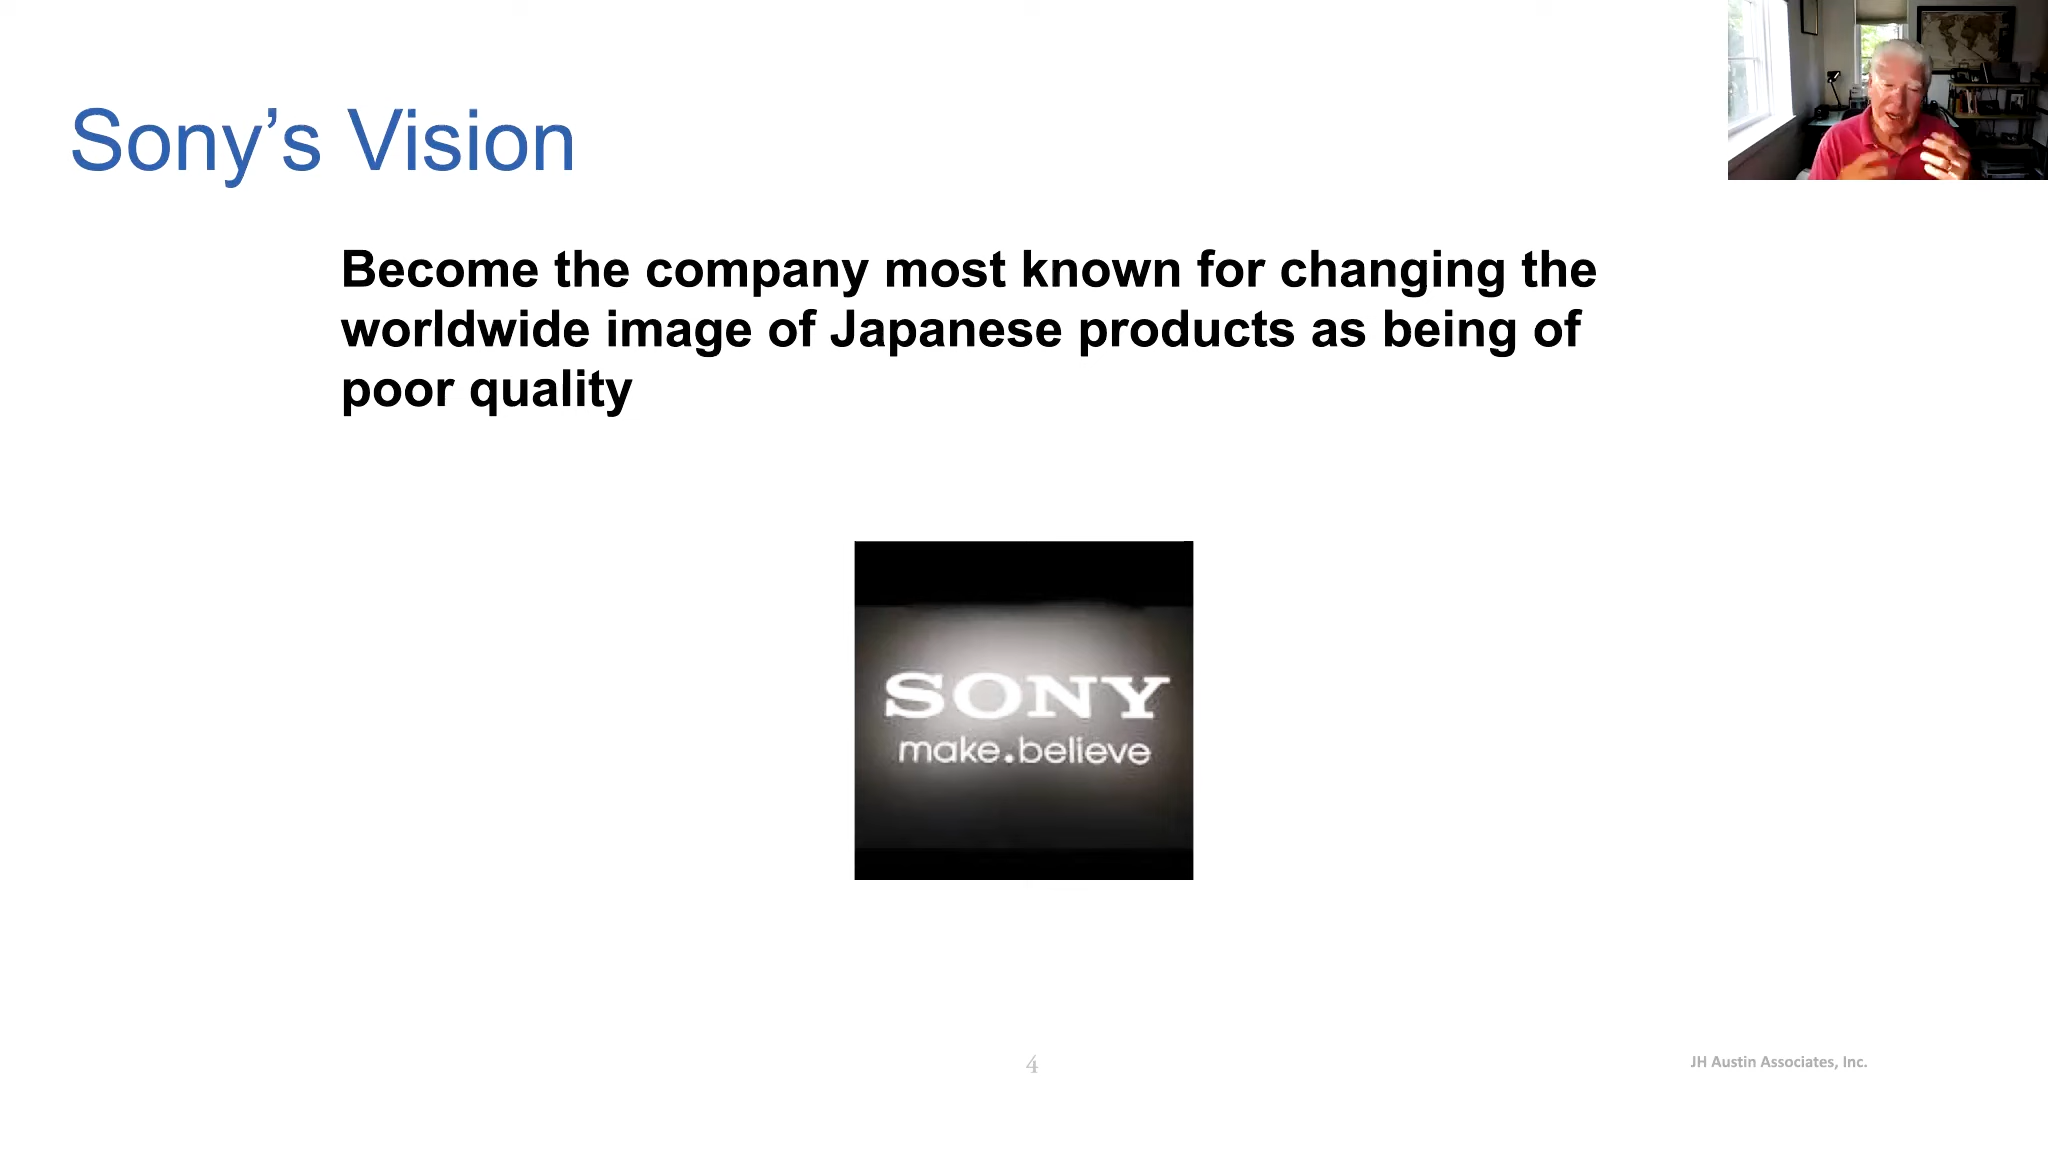 Sony’s Vision
Become the company most known for changing the
worldwide image of Japanese products as being of
poor quality
SONY
make.believe
4
JH Austin Associates, Inc.